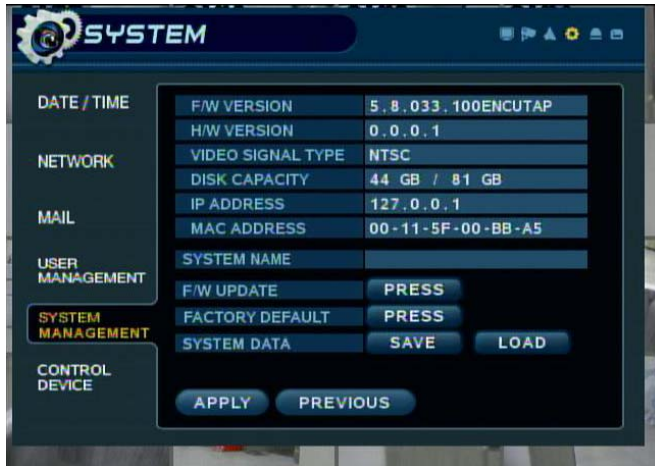 SYSTEM
DATE / TIME
F/W VERSION 5.8.033.100ENCUTAP
H/W VERSION 0.0.0.1
NETWORK
VIDEO SIGNAL TYPE NTSC
DISK CAPACITY 44 GB / 81 GB
IP ADDRESS 127.0.0.1
MAIL
MAC ADDRESS 00-11-5F-00-BB-A5
USER
MANAGEMENT
SYSTEM NAME
F/W UPDATE PRESS
SYSTEM
MANAGEMENT
FACTORY DEFAULT PRESS
SYSTEM DATA SAVE LOAD
CONTROL
DEVICE
APPLY PREVIOUS